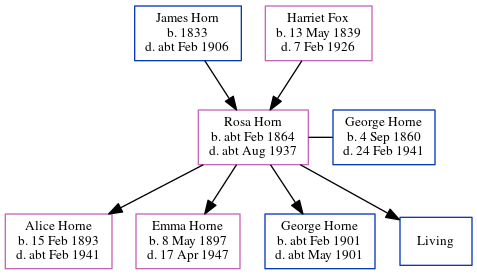 James Horn
b. 1833
d. abt Feb 1906
Harriet Fox
b. 13 May 1839
d. 7 Feb 1926
Rosa Horn
b. abt Feb 1864
d. abt Aug 1937
George Horne
b. 4 Sep 1860
d. 24 Feb 1941
Alice Horne
b. 15 Feb 1893
d. abt Feb 1941
Emma Horne
b. 8 May 1897
d. 17 Apr 1947
George Horne
b. abt Feb 1901
d. abt May 1901
Living